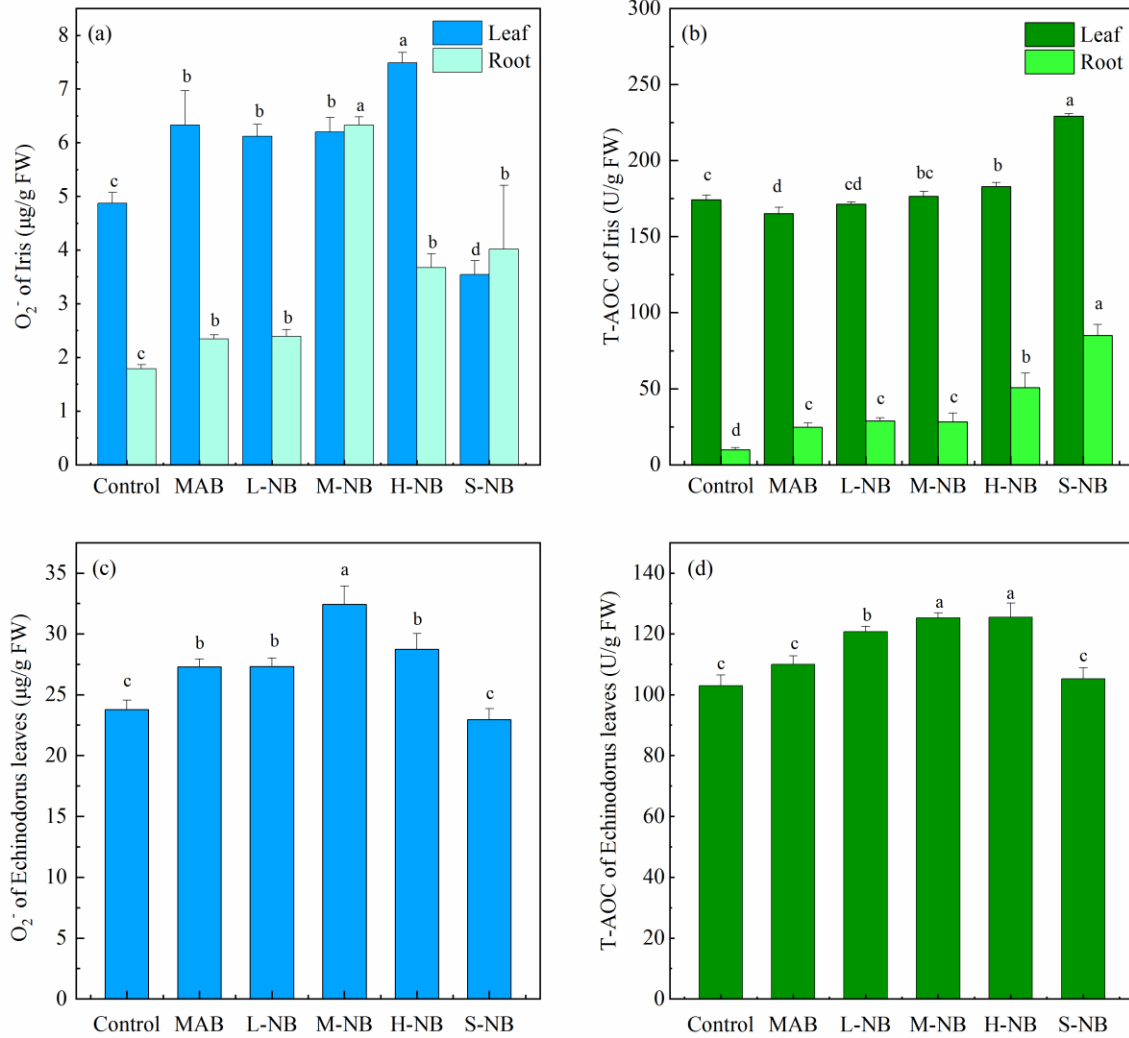 (a)
Leaf
Root
O₂⁻ of Iris (μg/g FW)
8
7
6
5
4
3
2
1
0
c
c
b
b
b
b
b
a
a
b
d
b
Control MAB L-NB M-NB H-NB S-NB
(b)
Leaf
Root
T-AOC of Iris (U/g FW)
300
250
200
150
100
50
0
c
d
d
c
cd
c
bc
c
b
b
a
a
Control MAB L-NB M-NB H-NB S-NB
(c)
O₂⁻ of Echinodorus leaves (μg/g FW)
35
30
25
20
15
10
5
0
c
b
b
a
b
c
Control MAB L-NB M-NB H-NB S-NB
(d)
T-AOC of Echinodorus leaves (U/g FW)
140
120
100
80
60
40
20
0
c
c
b
a
a
c
Control MAB L-NB M-NB H-NB S-NB